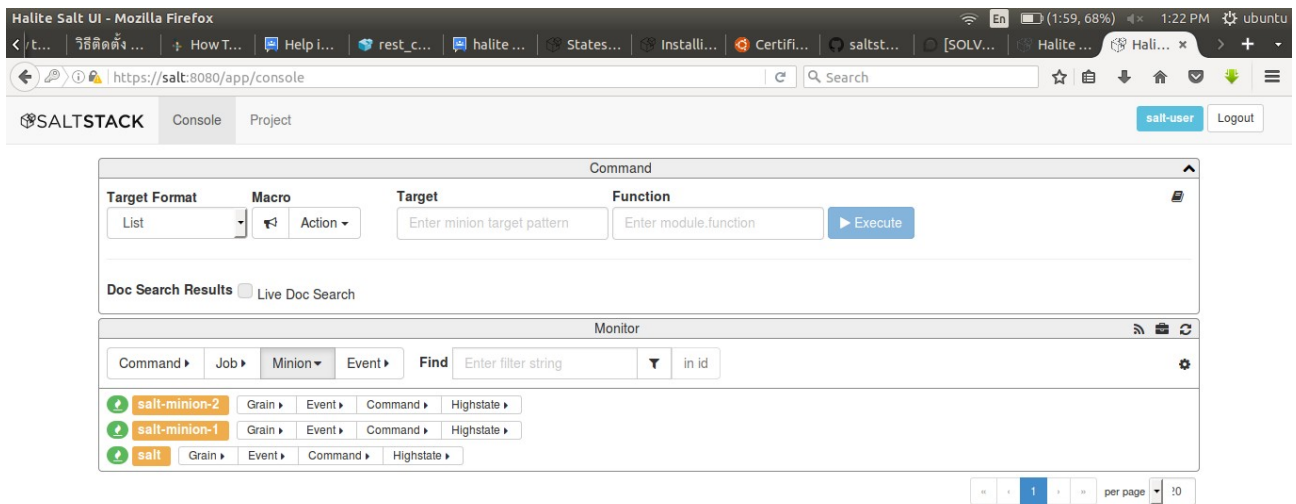 Halite Salt UI - Mozilla Firefox En (1:59, 68%) 1:22 PM ubuntu
/t... วิธีติดตั้ง ... How T... Help i... rest_c... halite ... States... Installi... Certifi... saltst... [SOLV... Halite ... Hali... ×
https://salt:8080/app/console Search
SALTSTACK Console Project salt-user Logout
Command
Target Format Macro Target Function
List Action Enter minion target pattern Enter module.function Execute
Doc Search Results Live Doc Search
Monitor
Command Job Minion Event Find Enter filter string in id
salt-minion-2 Grain Event Command Highstate
salt-minion-1 Grain Event Command Highstate
salt Grain Event Command Highstate
« ‹ 1 › » per page 20